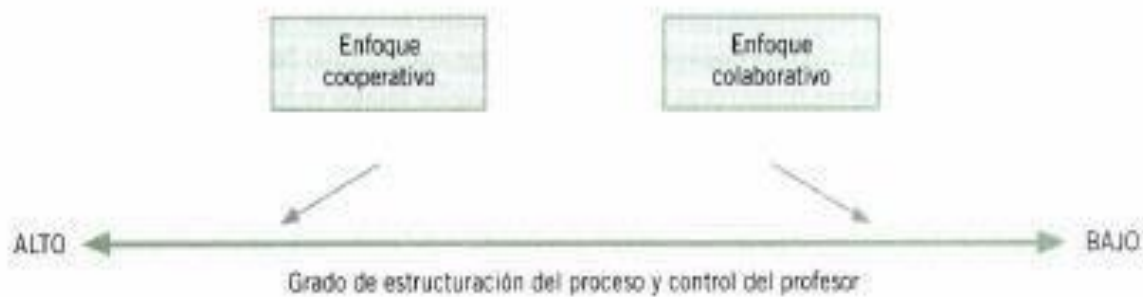 Enfoque
cooperativo
Enfoque
colaborativo
ALTO
BAJO
Grado de estructuración del proceso y control del profesor